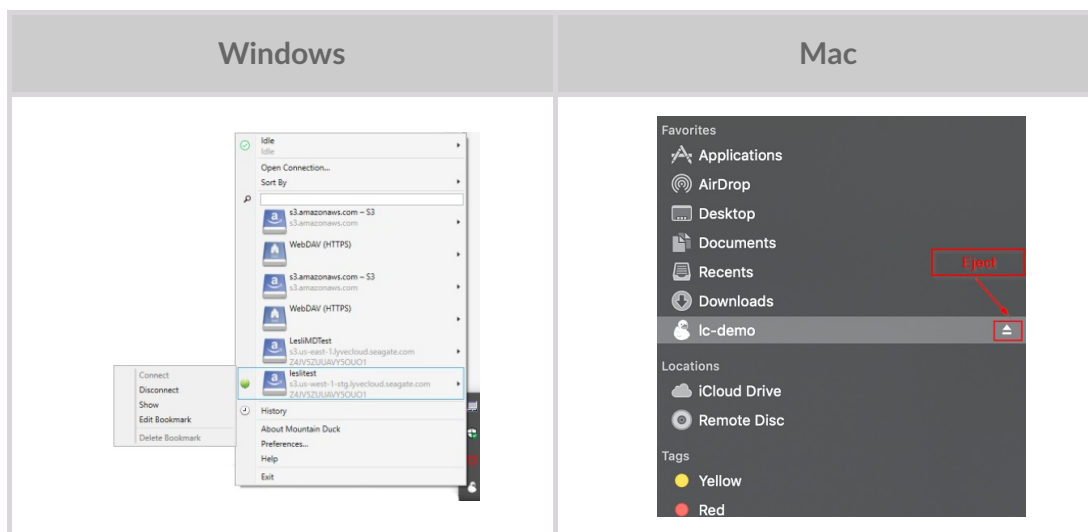 Windows
Mac
Idle
Idle
Open Connection...
Sort By
s3.amazonaws.com – S3
s3.amazonaws.com
WebDAV (HTTPS)
s3.amazonaws.com – S3
s3.amazonaws.com
WebDAV (HTTPS)
LesliMDTest
s3.us-east-1.lyvecloud.seagate.com
Z4JV5ZUUAVY5OUO1
leslitest
s3.us-west-1-stg.lyvecloud.seagate.com
Z4JV5ZUUAVY5OUO1
History
About Mountain Duck
Preferences...
Help
Exit
Connect
Disconnect
Show
Edit Bookmark
Delete Bookmark
Favorites
Applications
AirDrop
Desktop
Documents
Recents
Eject
Downloads
lc-demo
Locations
iCloud Drive
Remote Disc
Tags
Yellow
Red